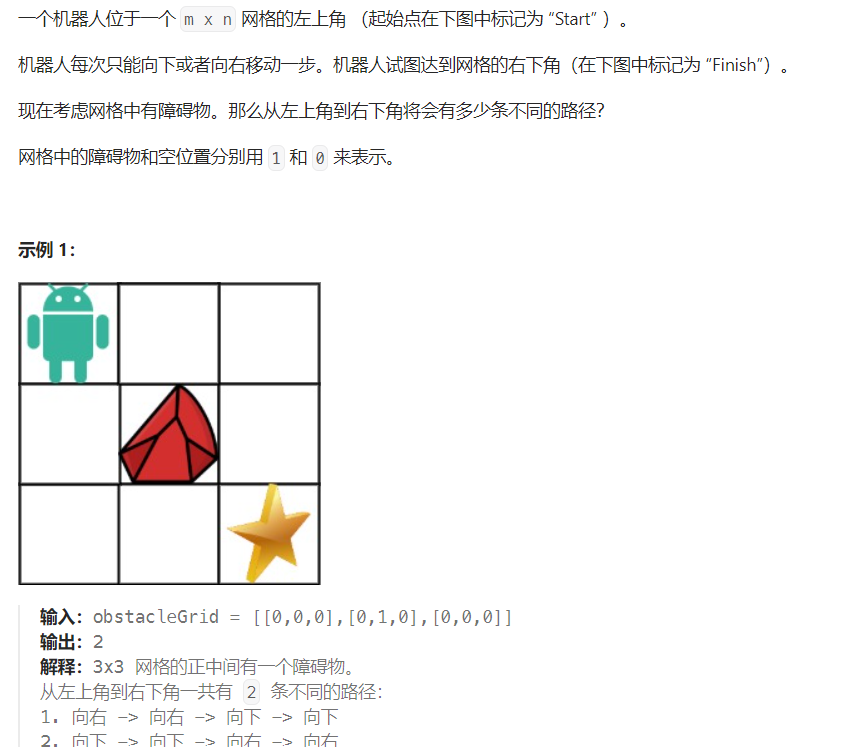 一个机器人位于一个 m x n 网格的左上角 （起始点在下图中标记为 “Start” ）。
机器人每次只能向下或者向右移动一步。机器人试图达到网格的右下角（在下图中标记为 “Finish”）。
现在考虑网格中有障碍物。那么从左上角到右下角将会有多少条不同的路径？
网格中的障碍物和空位置分别用 1 和 0 来表示。
示例 1：
输入：obstacleGrid = [[0,0,0],[0,1,0],[0,0,0]]
输出：2
解释：3x3 网格的正中间有一个障碍物。
从左上角到右下角一共有 2 条不同的路径：
1. 向右 -> 向右 -> 向下 -> 向下
2. 向下 -> 向下 -> 向右 -> 向右